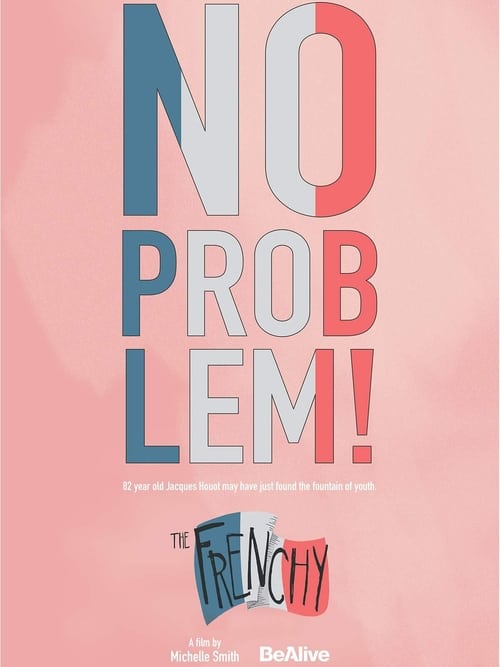 NO
PROB
LEM!
82 year old Jacques Houot may have just found the fountain of youth.
THE
FRENCHY
A film by
Michelle Smith
BeAlive